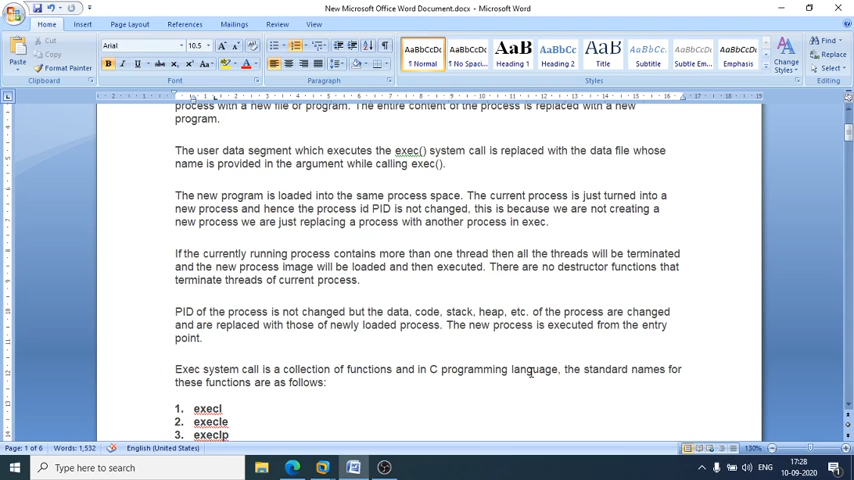 New Microsoft Office Word Document.docx - Microsoft Word
Home Insert Page Layout References Mailings Review View
Cut
Copy
Format Painter
Paste
Clipboard
Arial 10.5
Font
Paragraph
AaBbCcDc AaBbCcDc AaBbC AaBbCc AaBb AaBbCc AaBbCcDc AaBbCcDc
¶ Normal ¶ No Spaci... Heading 1 Heading 2 Title Subtitle Subtle Em... Emphasis
Change Styles
Styles
Find
Replace
Select
Editing
process with a new file or program. The entire content of the process is replaced with a new
program.
The user data segment which executes the exec() system call is replaced with the data file whose
name is provided in the argument while calling exec().
The new program is loaded into the same process space. The current process is just turned into a
new process and hence the process id PID is not changed, this is because we are not creating a
new process we are just replacing a process with another process in exec.
If the currently running process contains more than one thread then all the threads will be terminated
and the new process image will be loaded and then executed. There are no destructor functions that
terminate threads of current process.
PID of the process is not changed but the data, code, stack, heap, etc. of the process are changed
and are replaced with those of newly loaded process. The new process is executed from the entry
point.
Exec system call is a collection of functions and in C programming language, the standard names for
these functions are as follows:
1. execl
2. execle
3. execlp
Page: 1 of 6 Words: 1,532 English (United States) 130%
Type here to search
ENG
17:28
10-09-2020